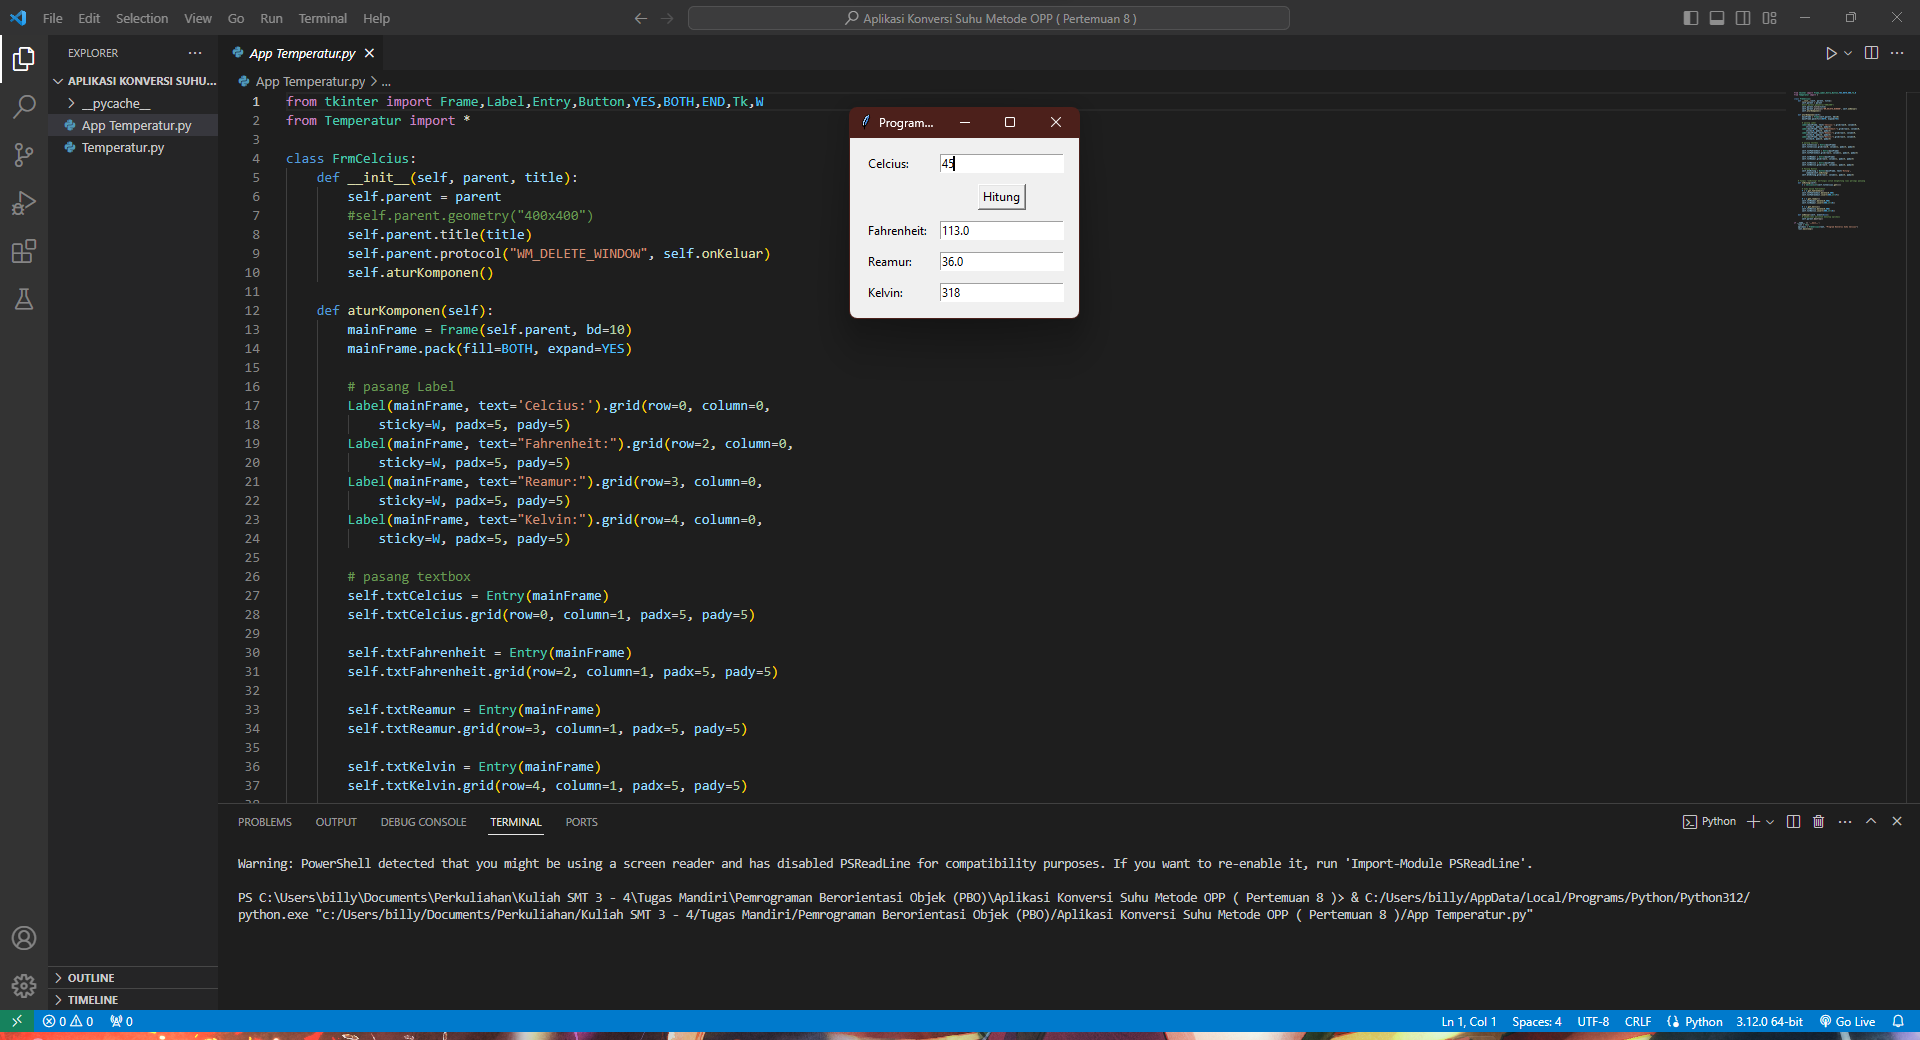 File Edit Selection View Go Run Terminal Help
Aplikasi Konversi Suhu Metode OPP ( Pertemuan 8 )
EXPLORER
APLIKASI KONVERSI SUHU...
__pycache__
App Temperatur.py
Temperatur.py
OUTLINE
TIMELINE
App Temperatur.py
App Temperatur.py > ...
1 from tkinter import Frame,Label,Entry,Button,YES,BOTH,END,Tk,W
2 from Temperatur import *
3
4 class FrmCelcius:
5 def __init__(self, parent, title):
6 self.parent = parent
7 #self.parent.geometry("400x400")
8 self.parent.title(title)
9 self.parent.protocol("WM_DELETE_WINDOW", self.onKeluar)
10 self.aturKomponen()
11
12 def aturKomponen(self):
13 mainFrame = Frame(self.parent, bd=10)
14 mainFrame.pack(fill=BOTH, expand=YES)
15
16 # pasang Label
17 Label(mainFrame, text='Celcius:').grid(row=0, column=0,
18 sticky=W, padx=5, pady=5)
19 Label(mainFrame, text="Fahrenheit:").grid(row=2, column=0,
20 sticky=W, padx=5, pady=5)
21 Label(mainFrame, text="Reamur:").grid(row=3, column=0,
22 sticky=W, padx=5, pady=5)
23 Label(mainFrame, text="Kelvin:").grid(row=4, column=0,
24 sticky=W, padx=5, pady=5)
25
26 # pasang textbox
27 self.txtCelcius = Entry(mainFrame)
28 self.txtCelcius.grid(row=0, column=1, padx=5, pady=5)
29
30 self.txtFahrenheit = Entry(mainFrame)
31 self.txtFahrenheit.grid(row=2, column=1, padx=5, pady=5)
32
33 self.txtReamur = Entry(mainFrame)
34 self.txtReamur.grid(row=3, column=1, padx=5, pady=5)
35
36 self.txtKelvin = Entry(mainFrame)
37 self.txtKelvin.grid(row=4, column=1, padx=5, pady=5)
Program...
Celcius: 45
Hitung
Fahrenheit: 113.0
Reamur: 36.0
Kelvin: 318
PROBLEMS OUTPUT DEBUG CONSOLE TERMINAL PORTS
Python
Warning: PowerShell detected that you might be using a screen reader and has disabled PSReadLine for compatibility purposes. If you want to re-enable it, run 'Import-Module PSReadLine'.
PS C:\Users\billy\Documents\Perkuliahan\Kuliah SMT 3 - 4\Tugas Mandiri\Pemrograman Berorientasi Objek (PBO)\Aplikasi Konversi Suhu Metode OPP ( Pertemuan 8 )> & C:/Users/billy/AppData/Local/Programs/Python/Python312/
python.exe "c:/Users/billy/Documents/Perkuliahan/Kuliah SMT 3 - 4/Tugas Mandiri/Pemrograman Berorientasi Objek (PBO)/Aplikasi Konversi Suhu Metode OPP ( Pertemuan 8 )/App Temperatur.py"
0 0 0
Ln 1, Col 1 Spaces: 4 UTF-8 CRLF Python 3.12.0 64-bit Go Live